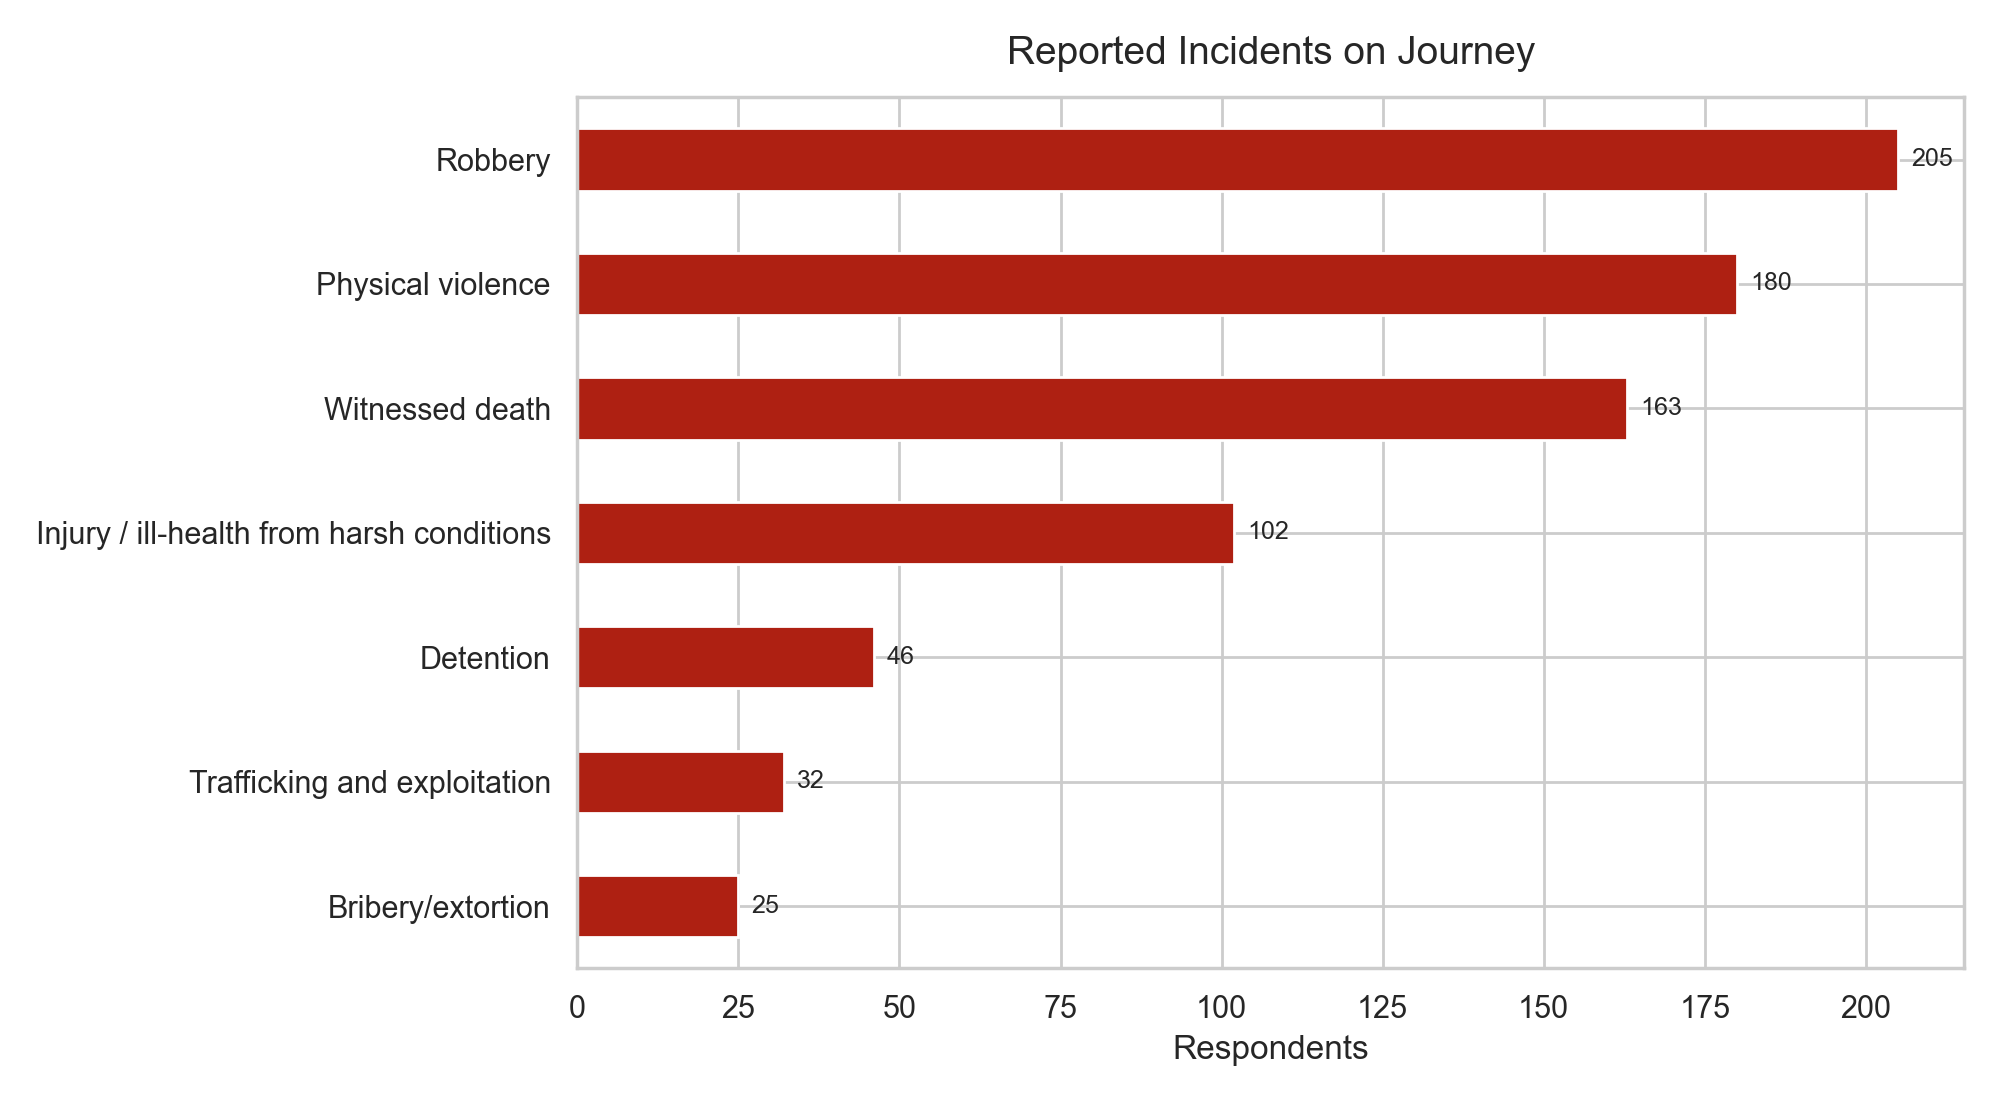 Reported Incidents on Journey
Robbery
205
Physical violence
180
Witnessed death
163
Injury / ill-health from harsh conditions
102
Detention
46
Trafficking and exploitation
32
Bribery/extortion
25
0 25 50 75 100 125 150 175 200
Respondents